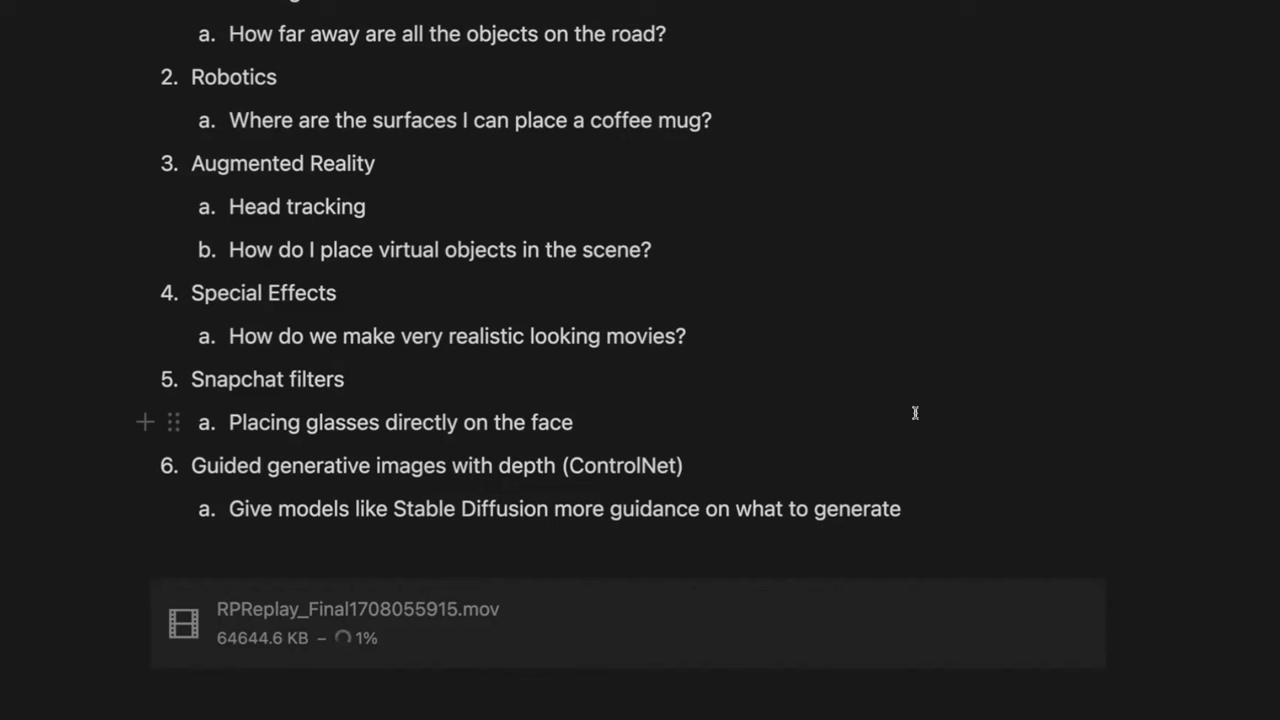 a. How far away are all the objects on the road?
2. Robotics
a. Where are the surfaces I can place a coffee mug?
3. Augmented Reality
a. Head tracking
b. How do I place virtual objects in the scene?
4. Special Effects
a. How do we make very realistic looking movies?
5. Snapchat filters
a. Placing glasses directly on the face
6. Guided generative images with depth (ControlNet)
a. Give models like Stable Diffusion more guidance on what to generate
RPReplay_Final1708055915.mov
64644.6 KB – 1%